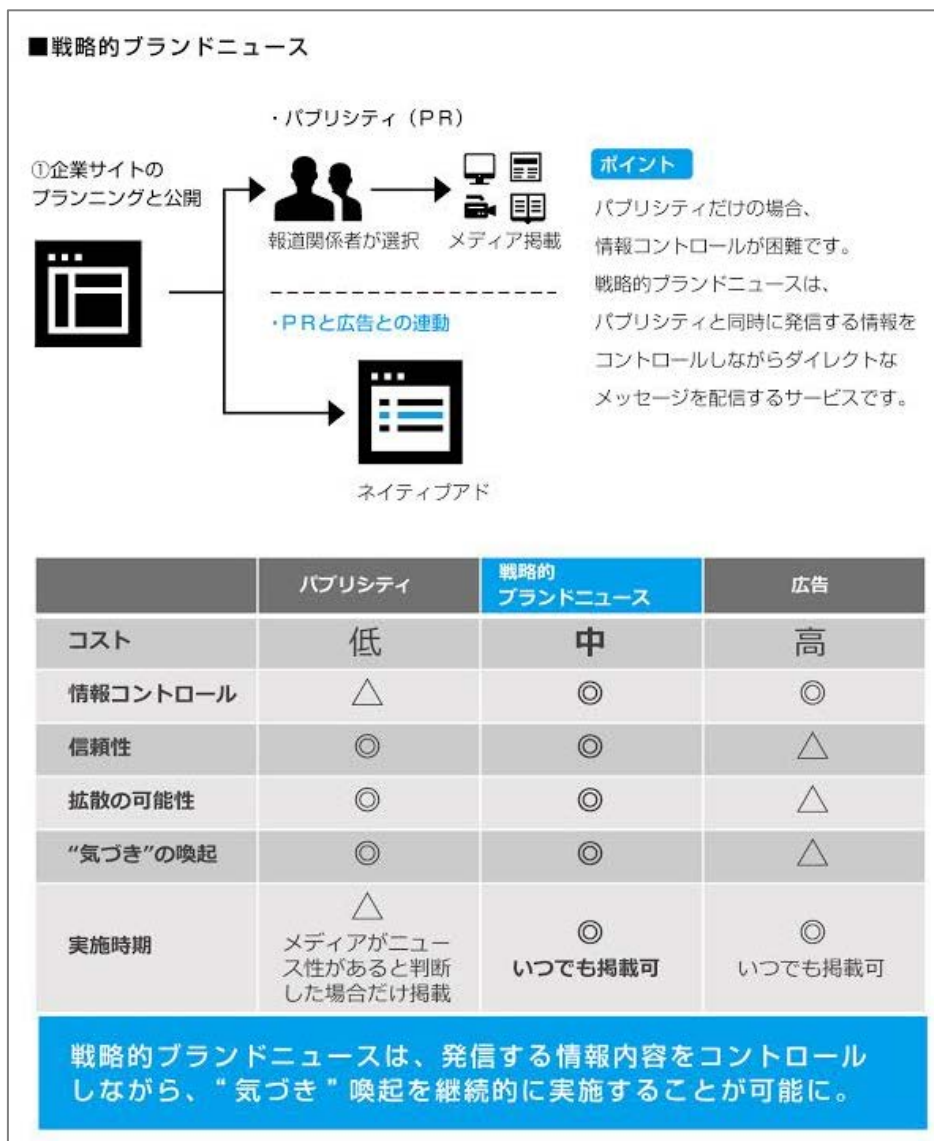 ■戦略的ブランドニュース
・パブリシティ（ＰＲ）
①企業サイトの
プランニングと公開
報道関係者が選択
メディア掲載
・ＰＲと広告との連動
ネイティブアド
ポイント
パブリシティだけの場合、
情報コントロールが困難です。
戦略的ブランドニュースは、
パブリシティと同時に発信する情報を
コントロールしながらダイレクトな
メッセージを配信するサービスです。
パブリシティ 戦略的 広告
ブランドニュース
コスト 低 中 高
情報コントロール △ ◎ ◎
信頼性 ◎ ◎ △
拡散の可能性 ◎ ◎ △
“気づき”の喚起 ◎ ◎ △
実施時期 △ ◎ ◎
メディアがニュー いつでも掲載可 いつでも掲載可
ス性があると判断
した場合だけ掲載
戦略的ブランドニュースは、発信する情報内容をコントロール
しながら、“気づき”喚起を継続的に実施することが可能に。